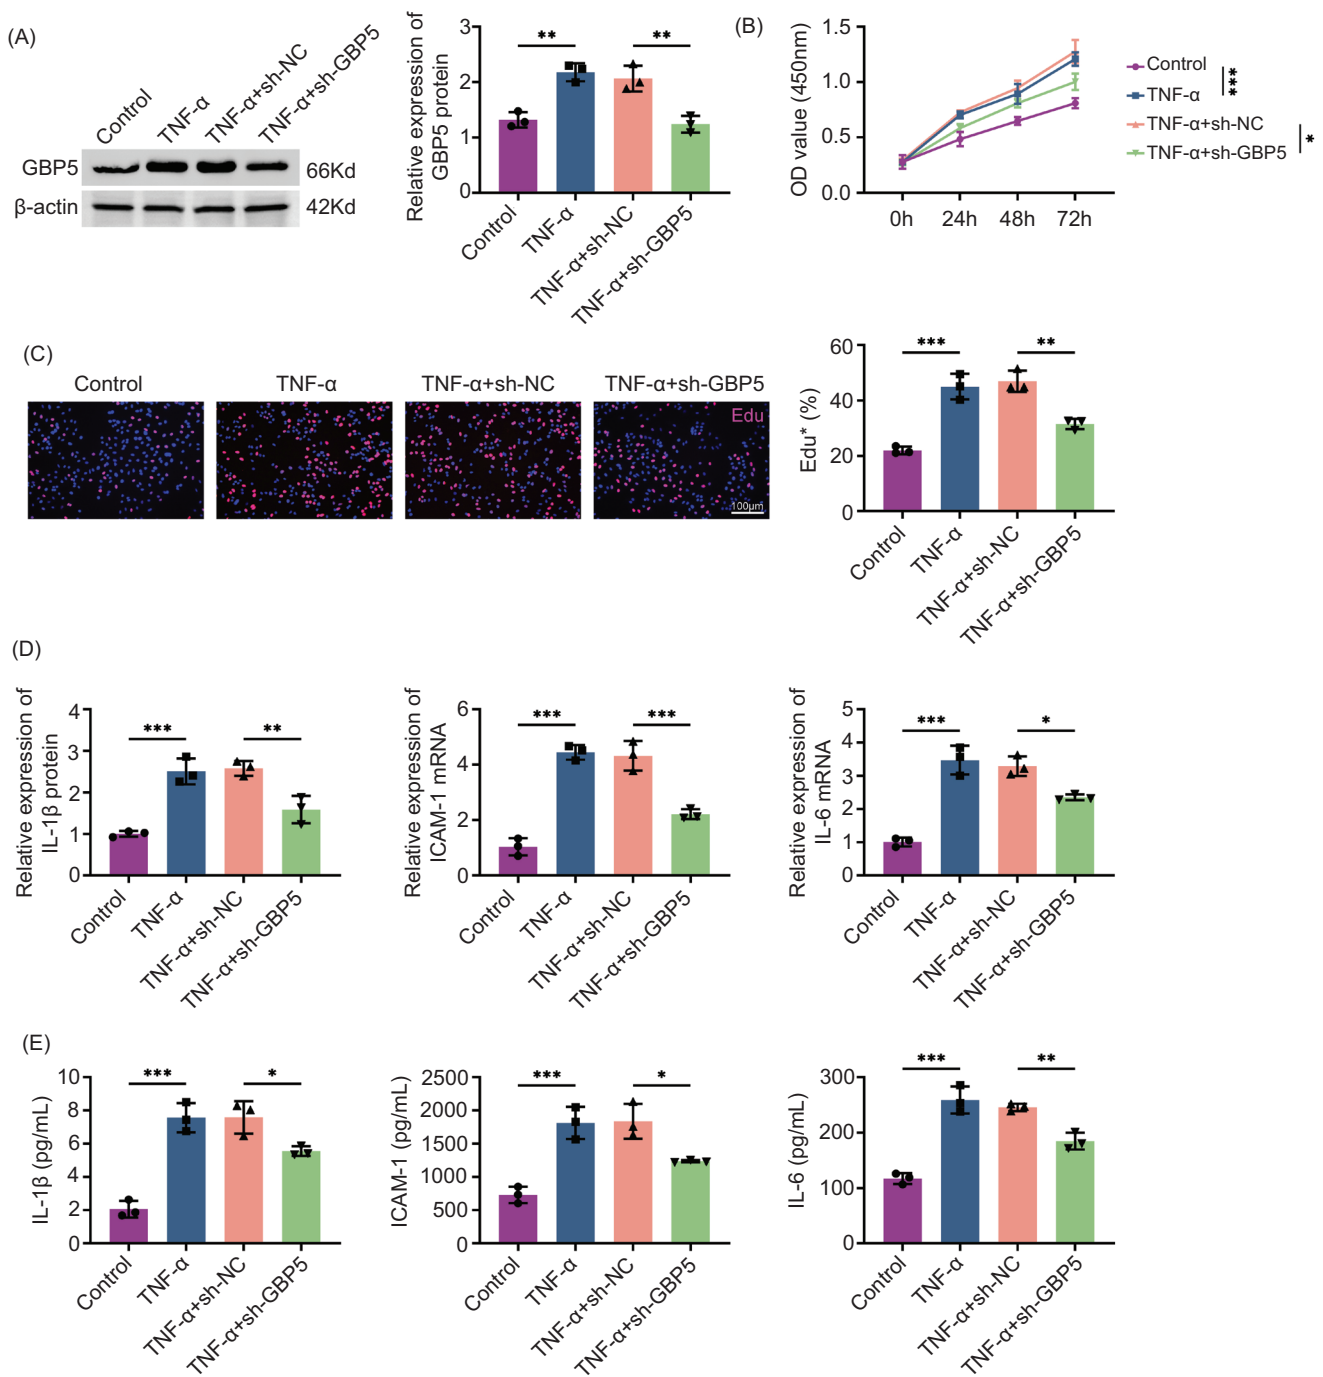 (A)
Control
TNF-α
TNF-α+sh-NC
TNF-α+sh-GBP5
GBP5
66Kd
β-actin
42Kd
Relative expression of
GBP5 protein
3
2
1
0
**
**
Control
TNF-α
TNF-α+sh-NC
TNF-α+sh-GBP5
(B)
OD value (450nm)
1.5
1.0
0.5
0.0
0h
24h
48h
72h
Control
TNF-α
TNF-α+sh-NC
TNF-α+sh-GBP5
***
*
(C)
Control
TNF-α
TNF-α+sh-NC
TNF-α+sh-GBP5
Edu
100μm
Edu* (%)
60
40
20
0
***
**
Control
TNF-α
TNF-α+sh-NC
TNF-α+sh-GBP5
(D)
Relative expression of
IL-1β protein
4
3
2
1
0
***
**
Control
TNF-α
TNF-α+sh-NC
TNF-α+sh-GBP5
Relative expression of
ICAM-1 mRNA
6
4
2
0
***
***
Control
TNF-α
TNF-α+sh-NC
TNF-α+sh-GBP5
Relative expression of
IL-6 mRNA
5
4
3
2
1
0
***
*
Control
TNF-α
TNF-α+sh-NC
TNF-α+sh-GBP5
(E)
IL-1β (pg/mL)
10
8
6
4
2
0
***
*
Control
TNF-α
TNF-α+sh-NC
TNF-α+sh-GBP5
ICAM-1 (pg/mL)
2500
2000
1500
1000
500
0
***
*
Control
TNF-α
TNF-α+sh-NC
TNF-α+sh-GBP5
IL-6 (pg/mL)
300
200
100
0
***
**
Control
TNF-α
TNF-α+sh-NC
TNF-α+sh-GBP5